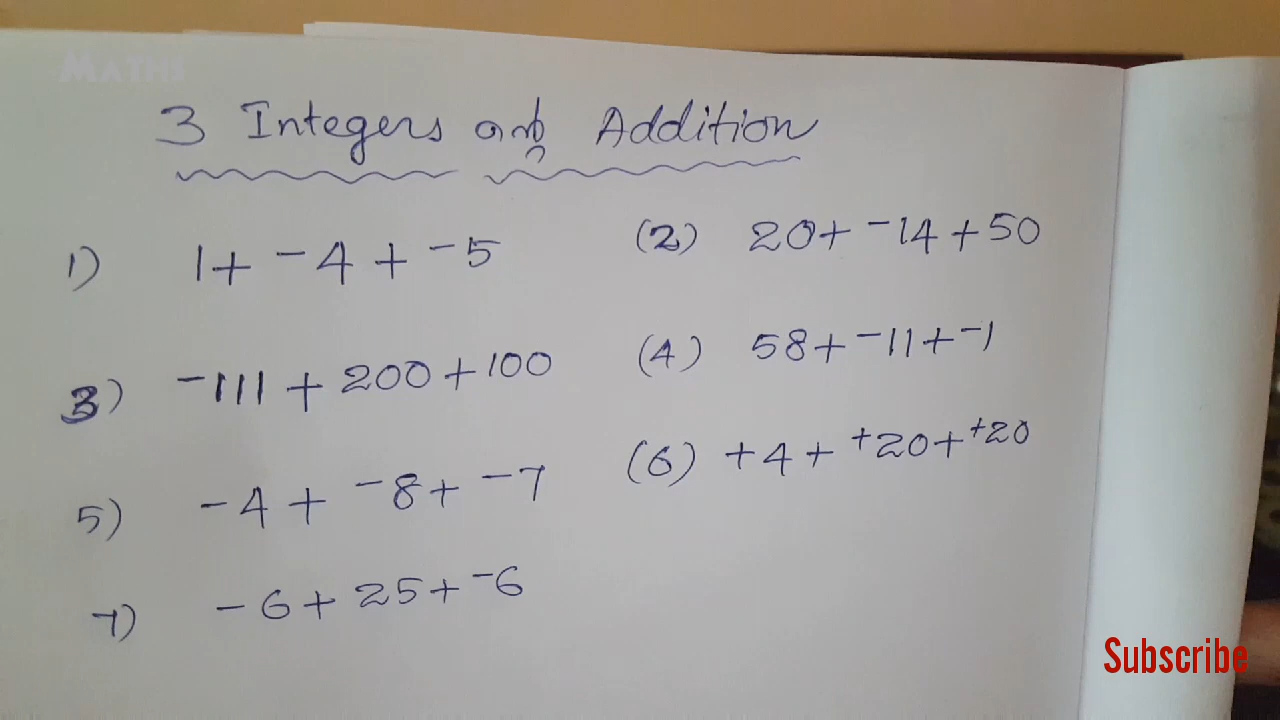 MATHS
3 Integers ന്റെ Addition
1) 1 + -4 + -5
(2) 20 + -14 + 50
3) -111 + 200 + 100
(4) 58 + -11 + -1
5) -4 + -8 + -7
(6) +4 + +20 + +20
7) -6 + 25 + -6
Subscribe